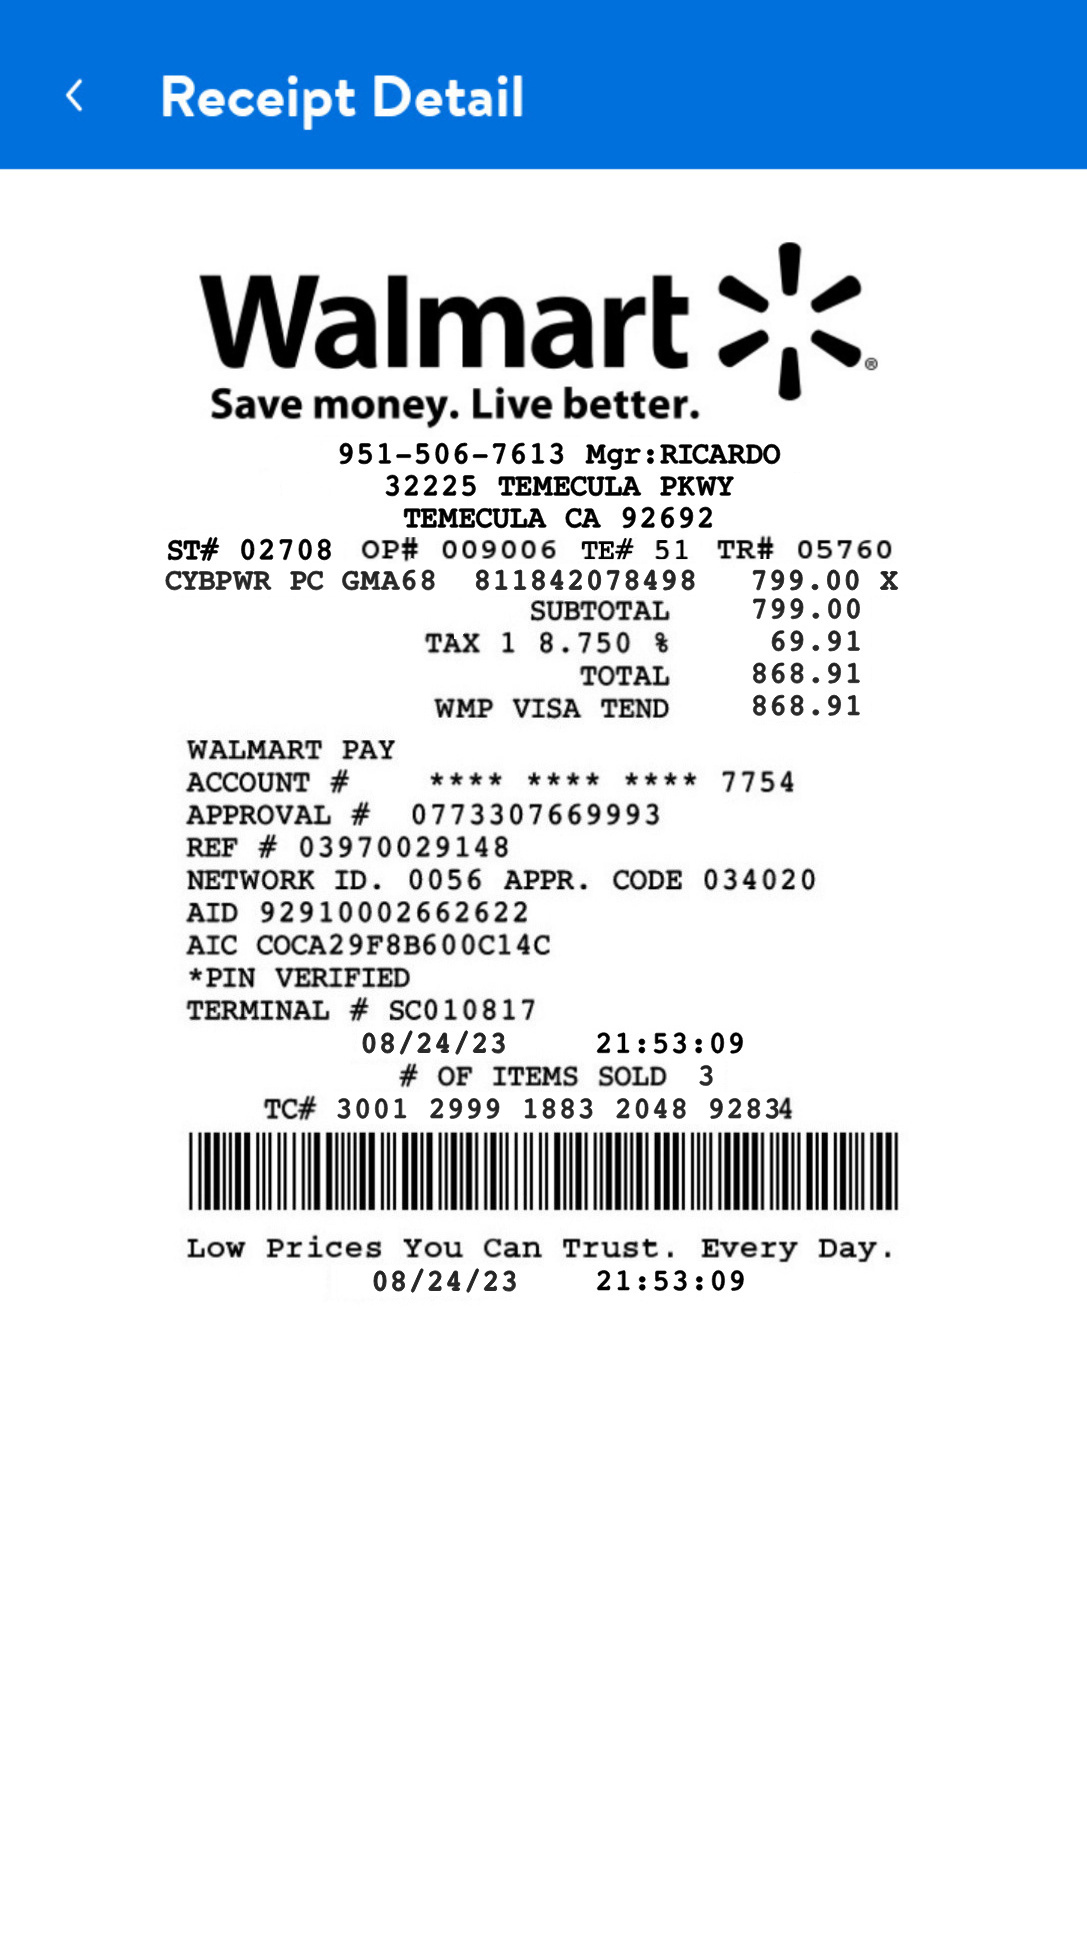 Receipt Detail
Walmart ®
Save money. Live better.
951-506-7613 Mgr:RICARDO
32225 TEMECULA PKWY
TEMECULA CA 92692
ST# 02708 OP# 009006 TE# 51 TR# 05760
CYBPWR PC GMA68 811842078498 799.00 X
SUBTOTAL 799.00
TAX 1 8.750 % 69.91
TOTAL 868.91
WMP VISA TEND 868.91
WALMART PAY
ACCOUNT # **** **** **** 7754
APPROVAL # 0773307669993
REF # 03970029148
NETWORK ID. 0056 APPR. CODE 034020
AID 92910002662622
AIC COCA29F8B600C14C
*PIN VERIFIED
TERMINAL # SC010817
08/24/23 21:53:09
# OF ITEMS SOLD 3
TC# 3001 2999 1883 2048 92834
Low Prices You Can Trust. Every Day.
08/24/23 21:53:09